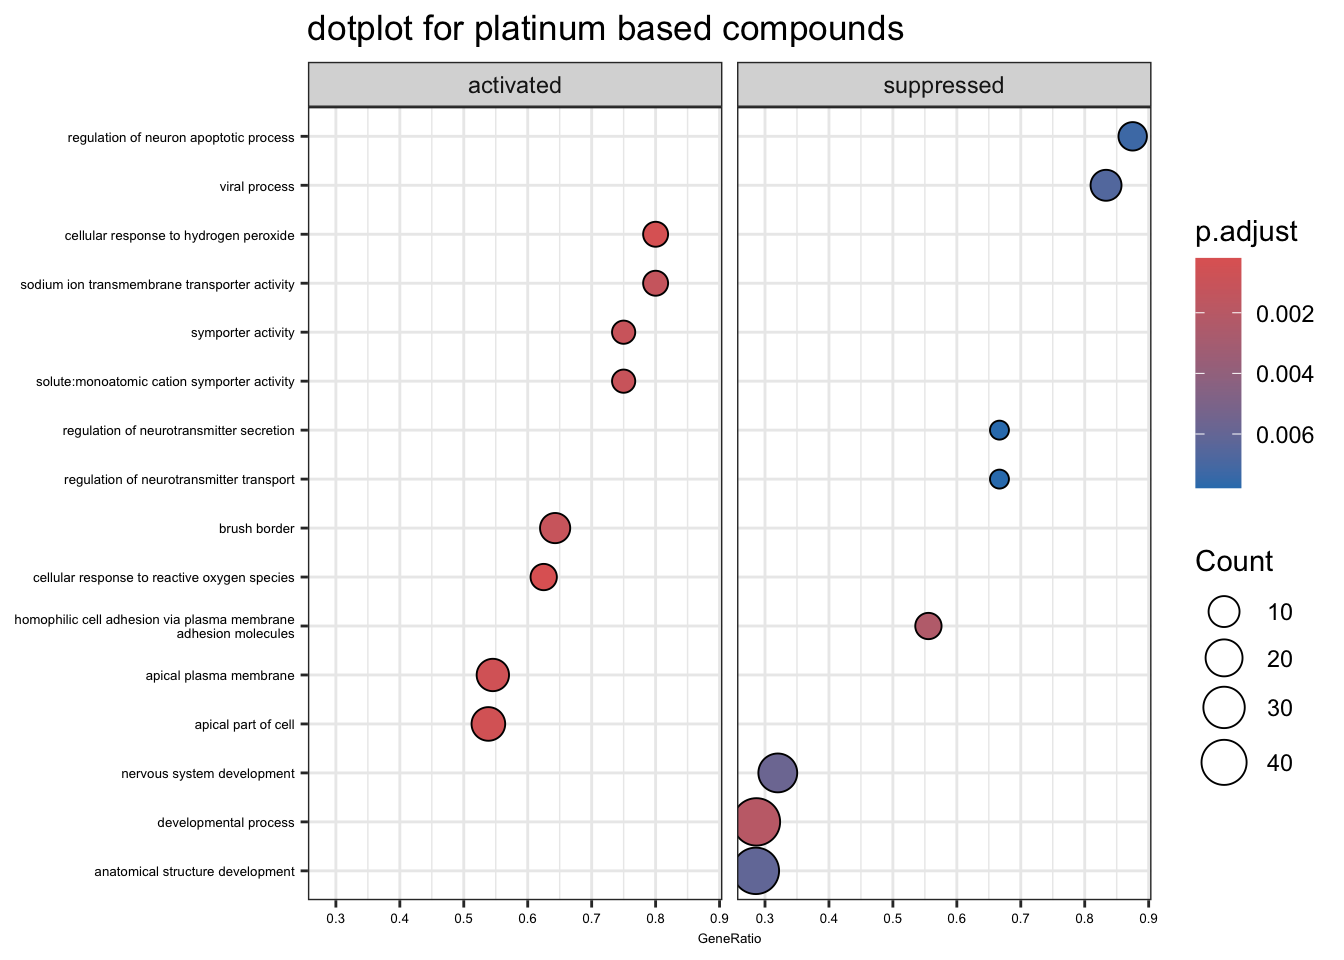 dotplot for platinum based compounds
activated
suppressed
regulation of neuron apoptotic process
viral process
cellular response to hydrogen peroxide
sodium ion transmembrane transporter activity
symporter activity
solute:monoatomic cation symporter activity
regulation of neurotransmitter secretion
regulation of neurotransmitter transport
brush border
cellular response to reactive oxygen species
homophilic cell adhesion via plasma membrane
adhesion molecules
apical plasma membrane
apical part of cell
nervous system development
developmental process
anatomical structure development
0.3 0.4 0.5 0.6 0.7 0.8 0.9
0.3 0.4 0.5 0.6 0.7 0.8 0.9
GeneRatio
p.adjust
0.002
0.004
0.006
Count
10
20
30
40